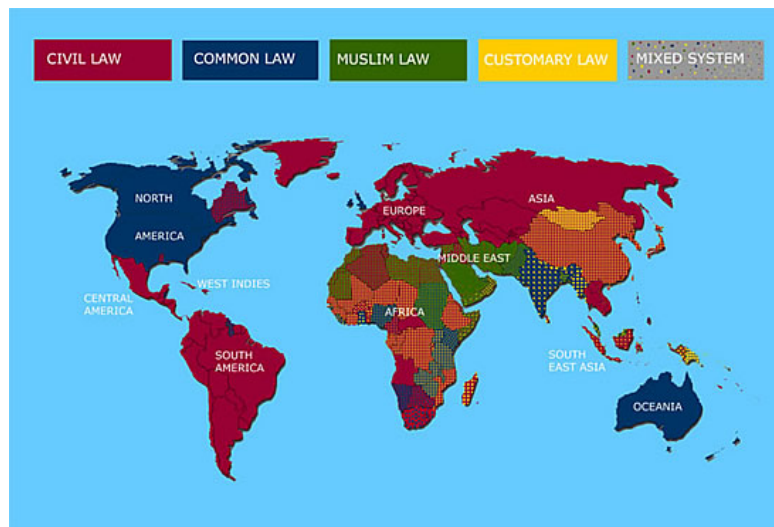 CIVIL LAW
COMMON LAW
MUSLIM LAW
CUSTOMARY LAW
MIXED SYSTEM
NORTH
AMERICA
EUROPE
ASIA
MIDDLE EAST
WEST INDIES
CENTRAL
AMERICA
AFRICA
SOUTH
AMERICA
SOUTH
EAST ASIA
OCEANIA